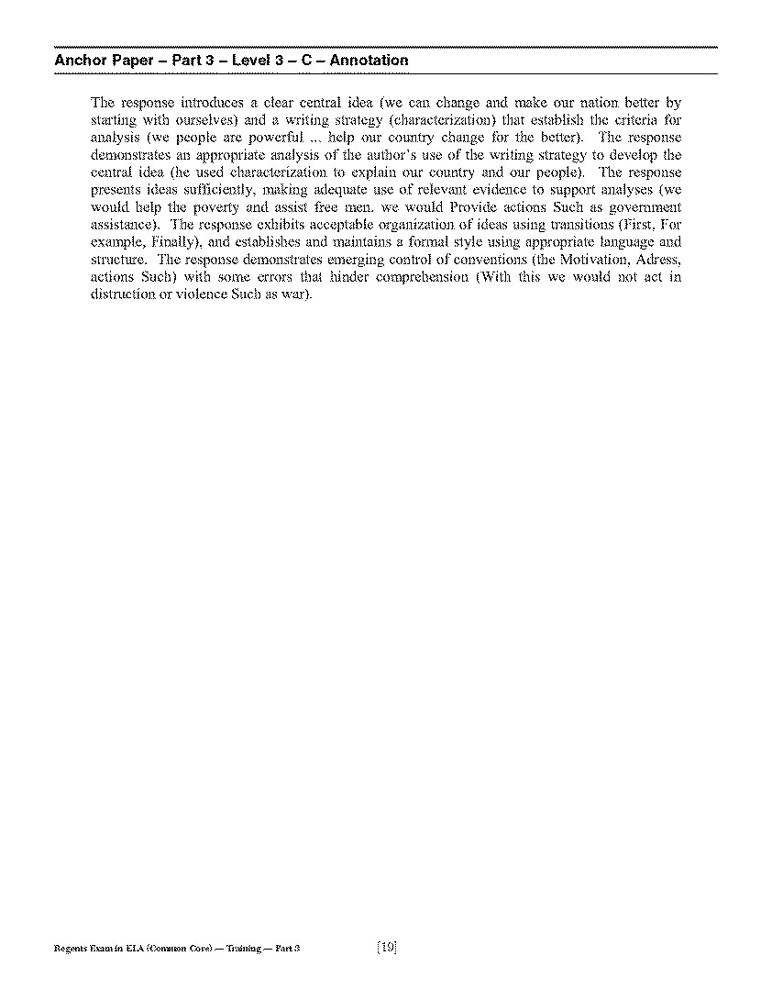 Anchor Paper – Part 3 – Level 3 – C – Annotation
The response introduces a clear central idea (we can change and make our nation better by
starting with ourselves) and a writing strategy (characterization) that establish the criteria for
analysis (we people are powerful ... help our country change for the better).  The response
demonstrates an appropriate analysis of the author's use of the writing strategy to develop the
central idea (he used characterization to explain our country and our people).  The response
presents ideas sufficiently, making adequate use of relevant evidence to support analyses (we
would help the poverty and assist free men. we would Provide actions Such as government
assistance).  The response exhibits acceptable organization of ideas using transitions (First, For
example, Finally), and establishes and maintains a formal style using appropriate language and
structure.  The response demonstrates emerging control of conventions (the Motivation, Adress,
actions Such) with some errors that hinder comprehension (With this we would not act in
distruction or violence Such as war).
Regents Exam in ELA (Common Core) — Training — Part 3 [19]